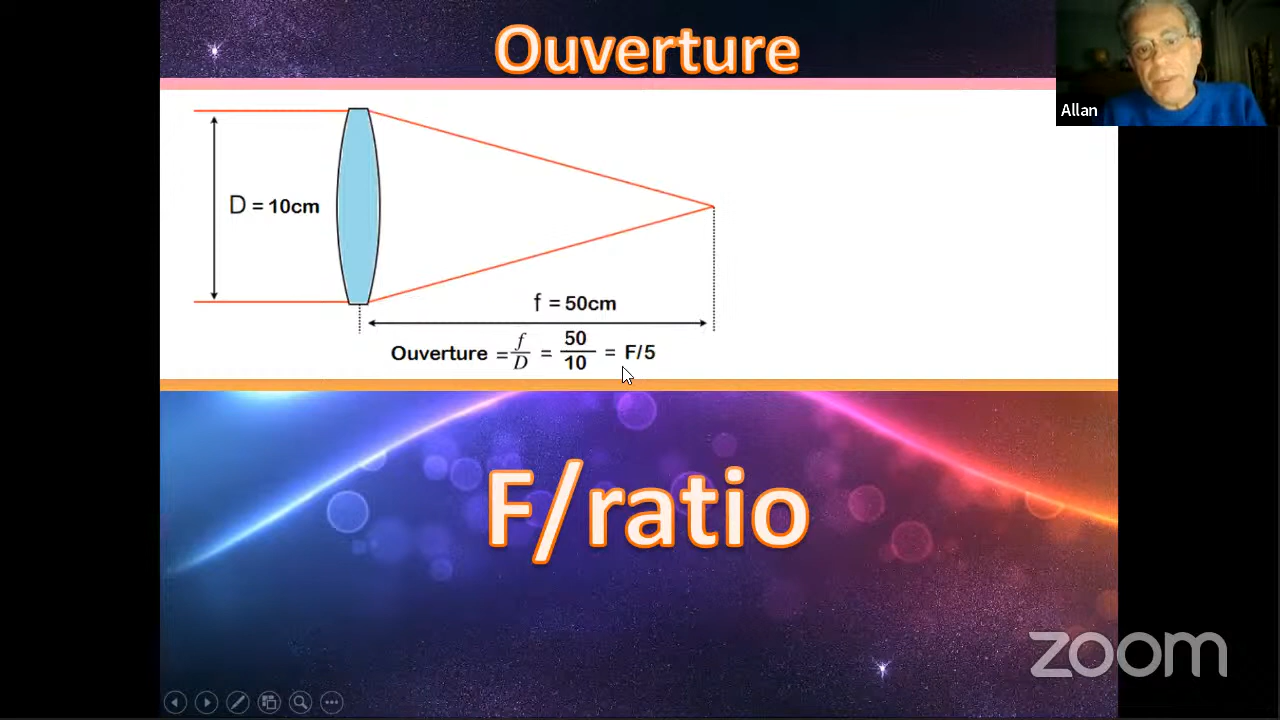 Ouverture
Allan
D = 10cm
f = 50cm
Ouverture = f/D = 50/10 = F/5
F/ratio
zoom